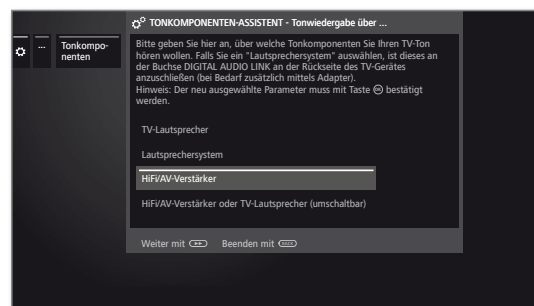 TONKOMPONENTEN-ASSISTENT - Tonwiedergabe über ...
... Tonkompo-
nenten
Bitte geben Sie hier an, über welche Tonkomponenten Sie Ihren TV-Ton
hören wollen. Falls Sie ein "Lautsprechersystem" auswählen, ist dieses an
der Buchse DIGITAL AUDIO LINK an der Rückseite des TV-Gerätes
anzuschließen (bei Bedarf zusätzlich mittels Adapter).
Hinweis: Der neu ausgewählte Parameter muss mit Taste OK bestätigt
werden.
TV-Lautsprecher
Lautsprechersystem
HiFi/AV-Verstärker
HiFi/AV-Verstärker oder TV-Lautsprecher (umschaltbar)
Weiter mit Beenden mit BACK